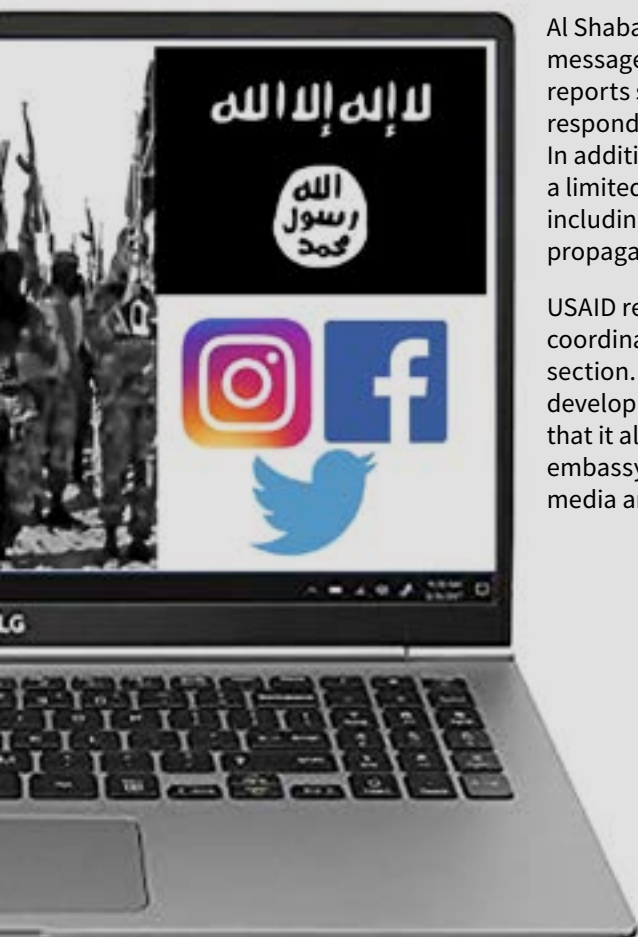 لا إله إلا الله
الله
رسول
محمد
LG
Al Shaba
message
reports s
respond
In additi
a limited
includin
propaga
USAID re
coordina
section.
develop
that it al
embassy
media